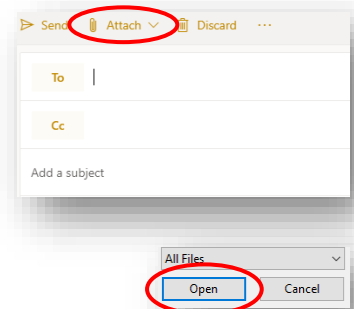 Send Attach Discard ...
To
Cc
Add a subject
All Files
Open Cancel